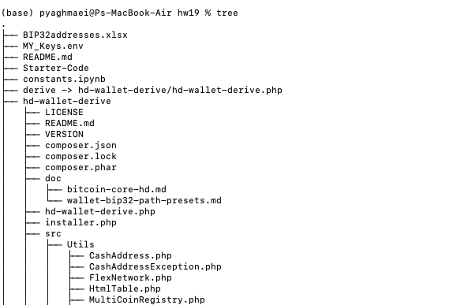 (base) pyaghmaei@Ps-MacBook-Air hw19 % tree
.
├── BIP32addresses.xlsx
├── MY_Keys.env
├── README.md
├── Starter-Code
├── constants.ipynb
├── derive -> hd-wallet-derive/hd-wallet-derive.php
├── hd-wallet-derive
│   ├── LICENSE
│   ├── README.md
│   ├── VERSION
│   ├── composer.json
│   ├── composer.lock
│   ├── composer.phar
│   ├── doc
│   │   ├── bitcoin-core-hd.md
│   │   └── wallet-bip32-path-presets.md
│   ├── hd-wallet-derive.php
│   ├── installer.php
│   ├── src
│   │   ├── Utils
│   │   │   ├── CashAddress.php
│   │   │   ├── CashAddressException.php
│   │   │   ├── FlexNetwork.php
│   │   │   ├── HtmlTable.php
│   │   │   ├── MultiCoinRegistry.php